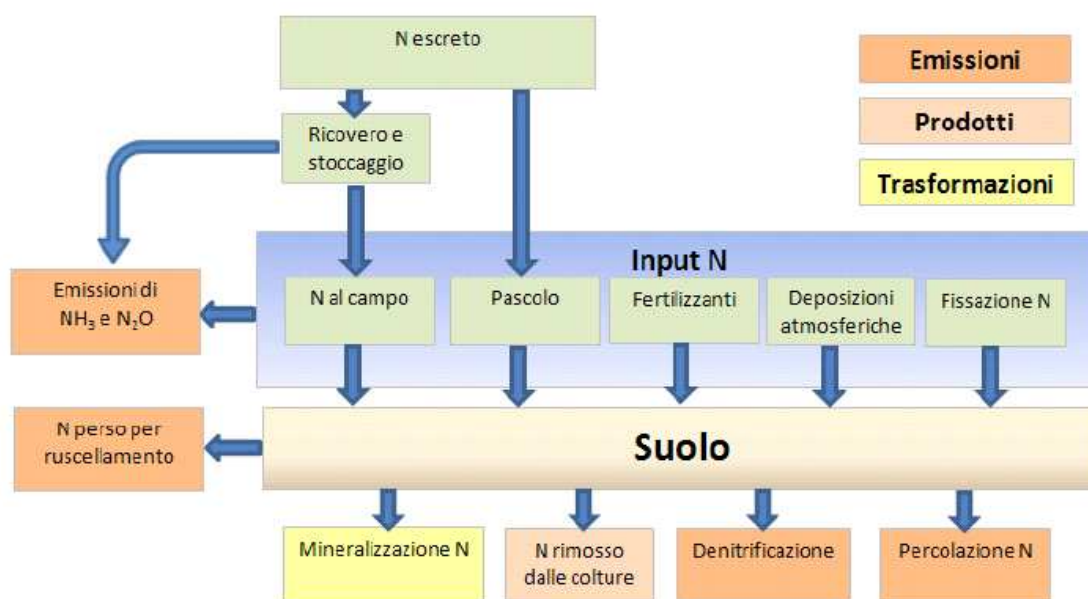 N escreto
Emissioni
Prodotti
Trasformazioni
Ricovero e
stoccaggio
Input N
Emissioni di
NH₃ e N₂O
N al campo
Pascolo
Fertilizzanti
Deposizioni
atmosferiche
Fissazione N
N perso per
ruscellamento
Suolo
Mineralizzazione N
N rimosso
dalle colture
Denitrificazione
Percolazione N